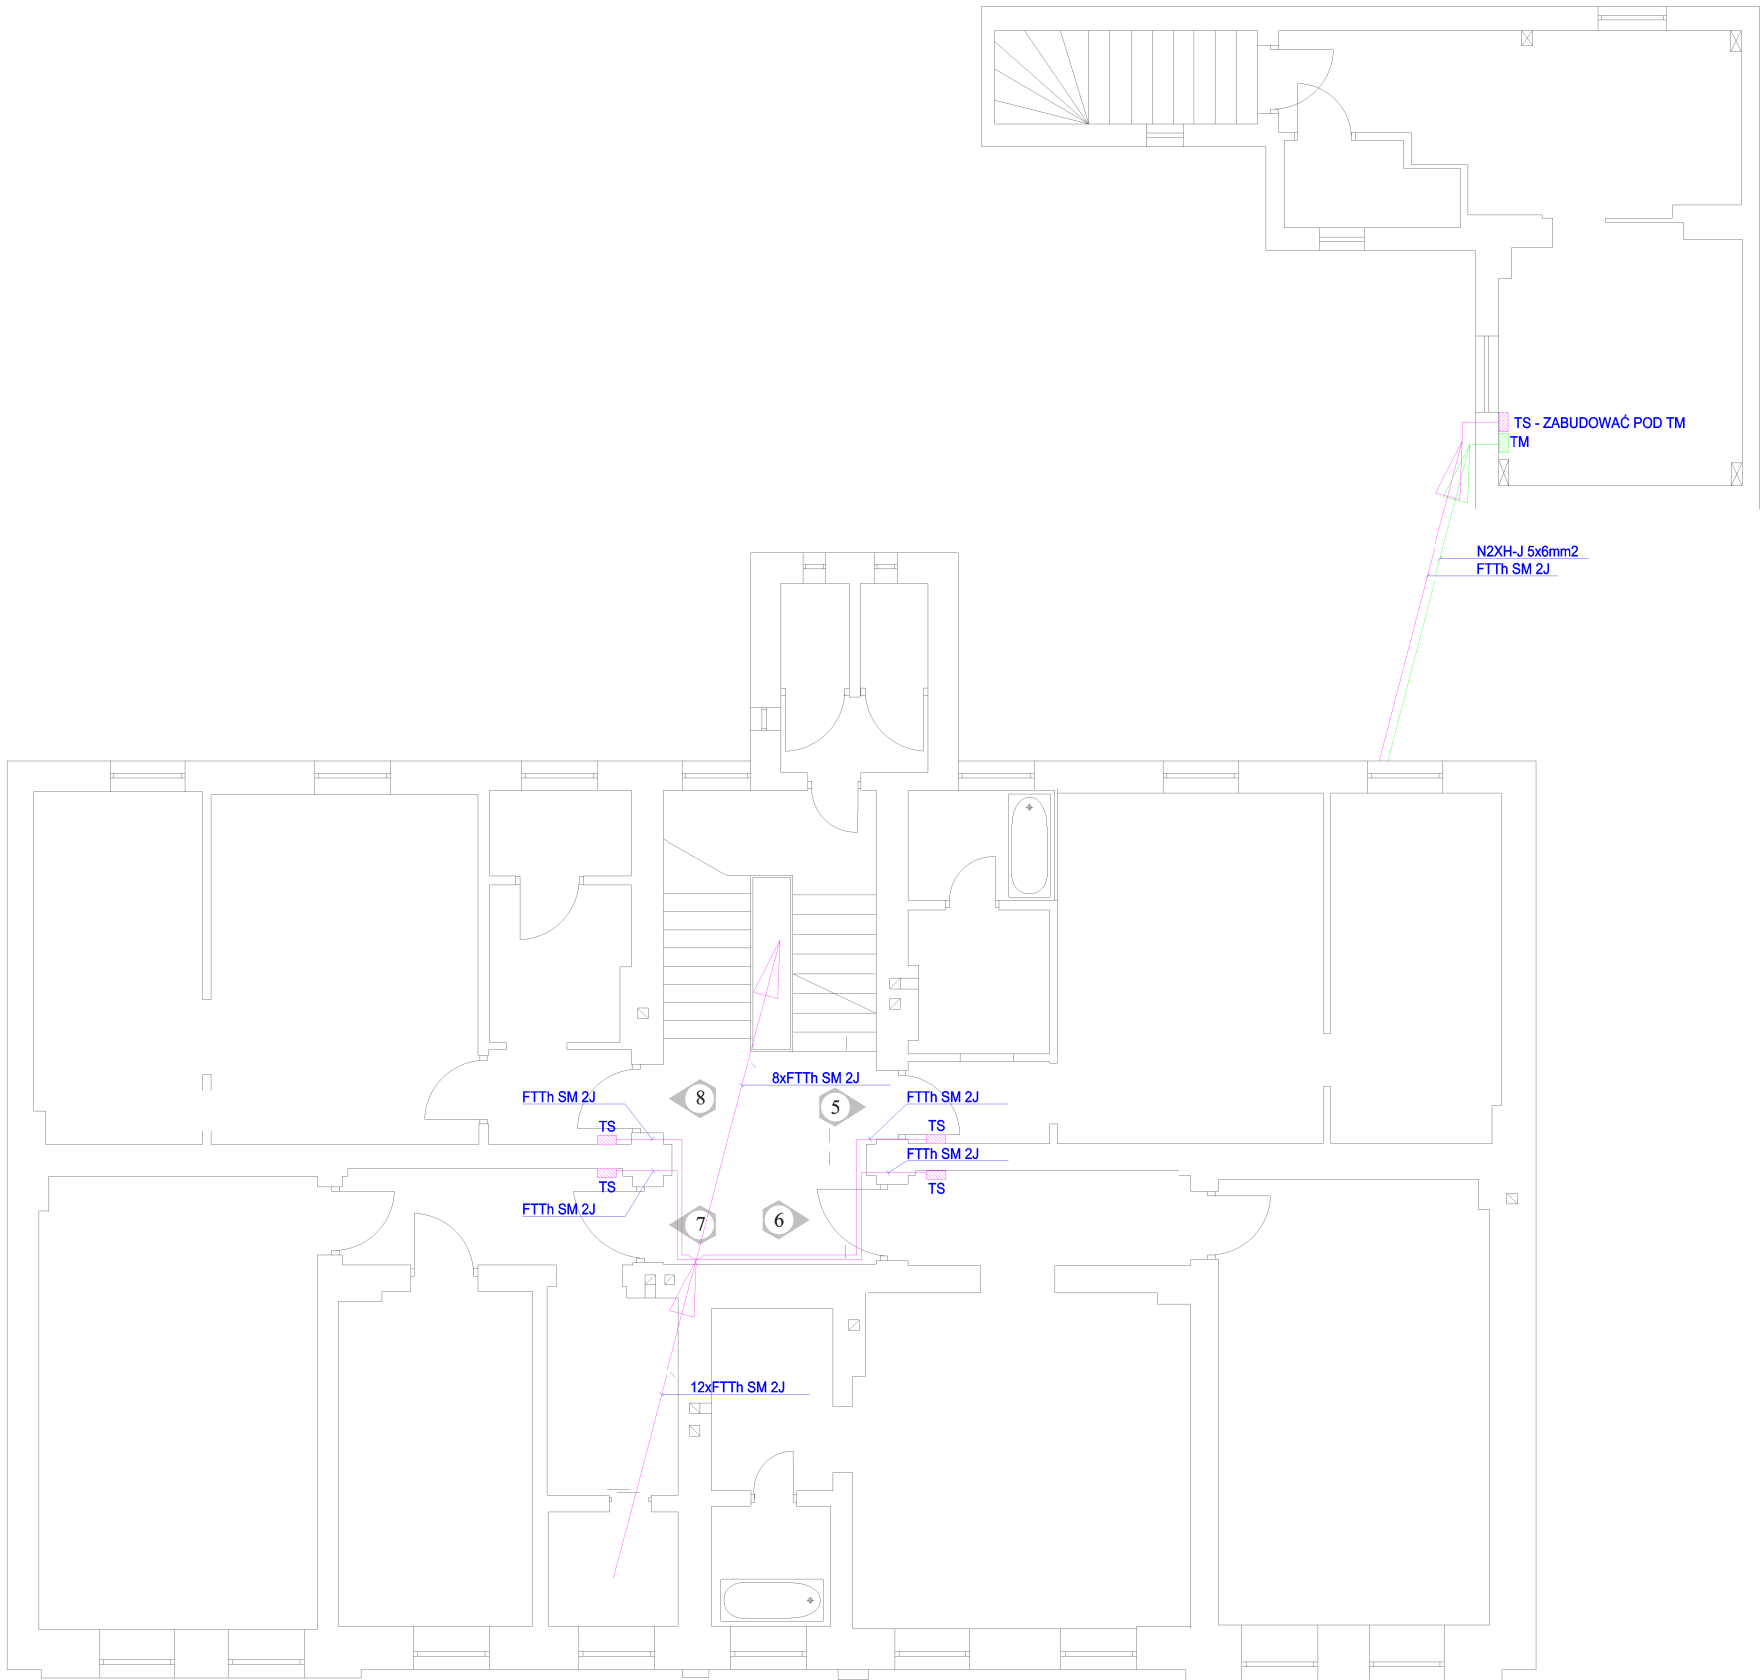 TS - ZABUDOWAĆ POD TM
TM
N2XH-J 5x6mm2
FTTh SM 2J
8xFTTh SM 2J
FTTh SM 2J
8
5
FTTh SM 2J
TS
TS
FTTh SM 2J
TS
TS
FTTh SM 2J
7
6
12xFTTh SM 2J